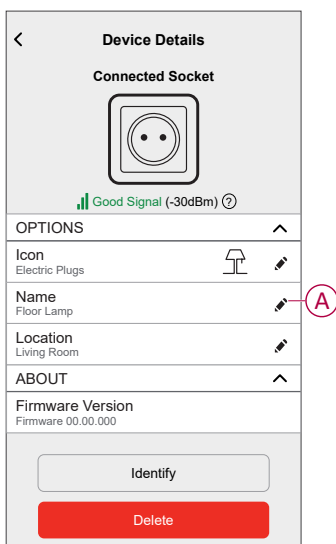 Device Details
Connected Socket
Good Signal (-30dBm) ?
OPTIONS
Icon
Electric Plugs
Name
Floor Lamp
A
Location
Living Room
ABOUT
Firmware Version
Firmware 00.00.000
Identify
Delete